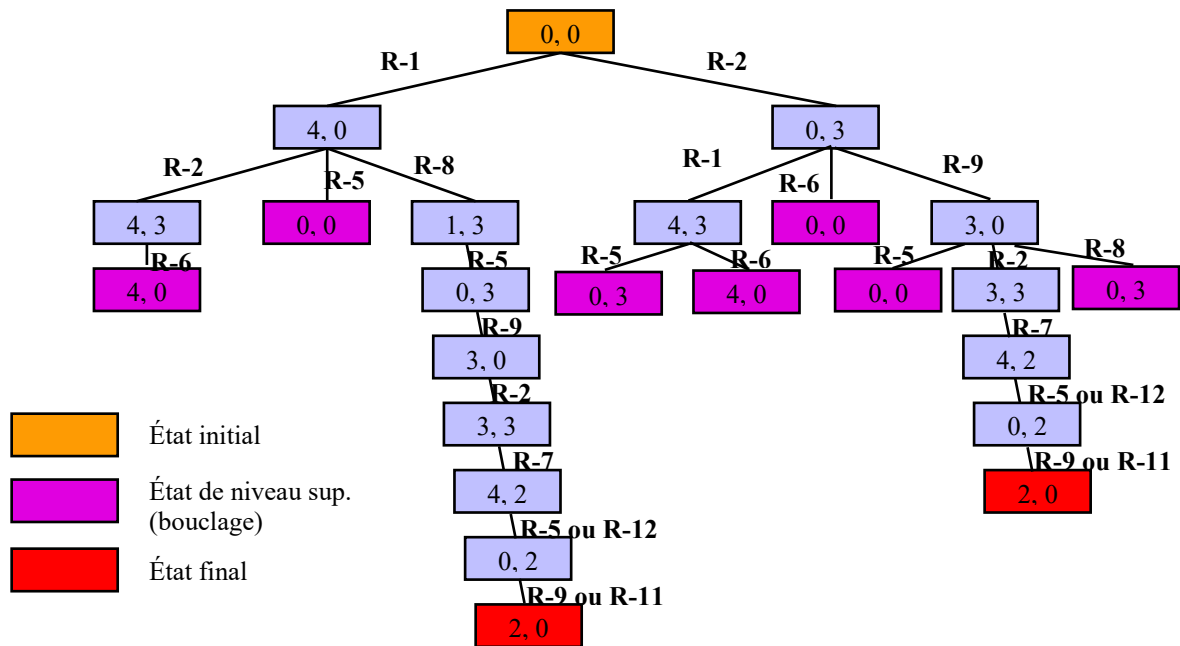 0, 0
R-1
R-2
4, 0
0, 3
R-2
R-5
R-8
R-1
R-6
R-9
4, 3
0, 0
1, 3
4, 3
0, 0
3, 0
R-6
R-5
R-5
R-6
R-5
R-2
R-8
4, 0
0, 3
0, 3
4, 0
0, 0
3, 3
0, 3
R-9
R-7
3, 0
4, 2
R-2
R-5 ou R-12
3, 3
0, 2
R-7
R-9 ou R-11
4, 2
2, 0
R-5 ou R-12
0, 2
R-9 ou R-11
2, 0
État initial
État de niveau sup.
(bouclage)
État final